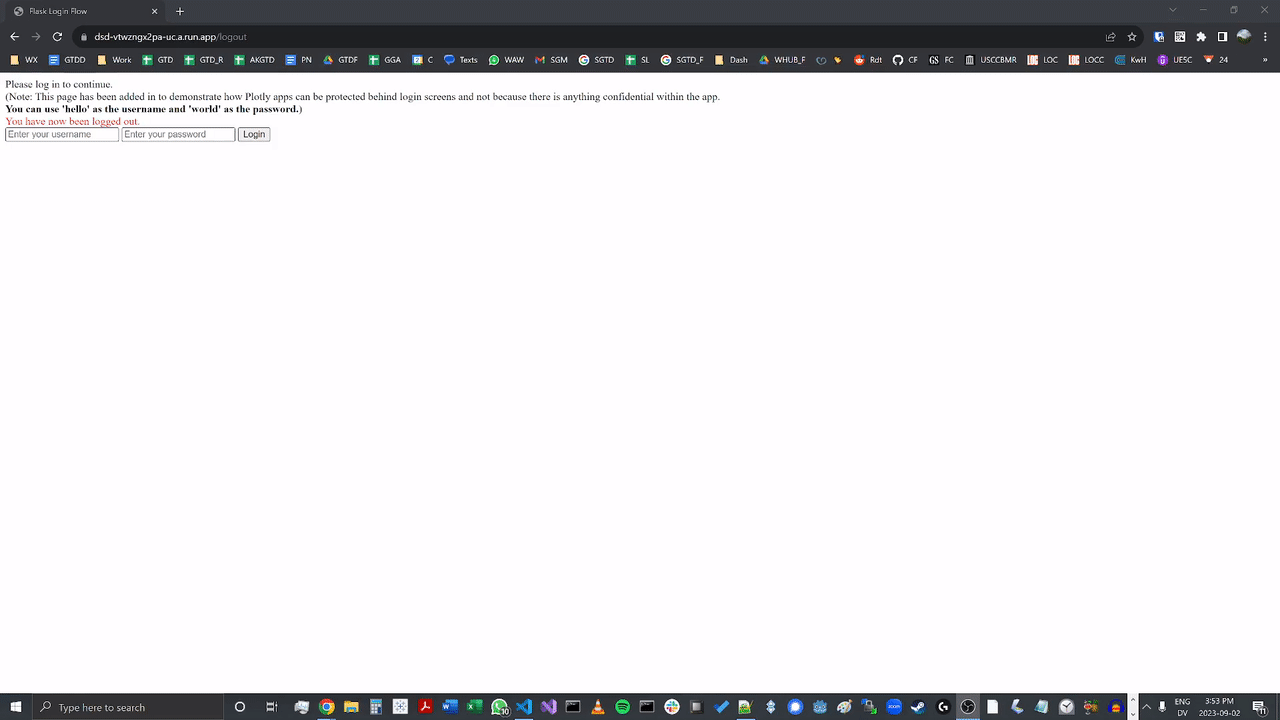 Flask Login Flow
dsd-vtwzngx2pa-uc.a.run.app/logout
WX GTDD Work GTD GTD_R AKGTD PN GTDF GGA C Texts WAW SGM SGTD SL SGTD_F Dash WHUB_F Rdt FC USCCBMR LOC LOCC KwH UESC 24 »
Please log in to continue.
(Note: This page has been added in to demonstrate how Plotly apps can be protected behind login screens and not because there is anything confidential within the app.
You can use 'hello' as the username and 'world' as the password.)
You have now been logged out.
Enter your username Enter your password Login
Type here to search
ENG 3:53 PM
DV 2023-09-02